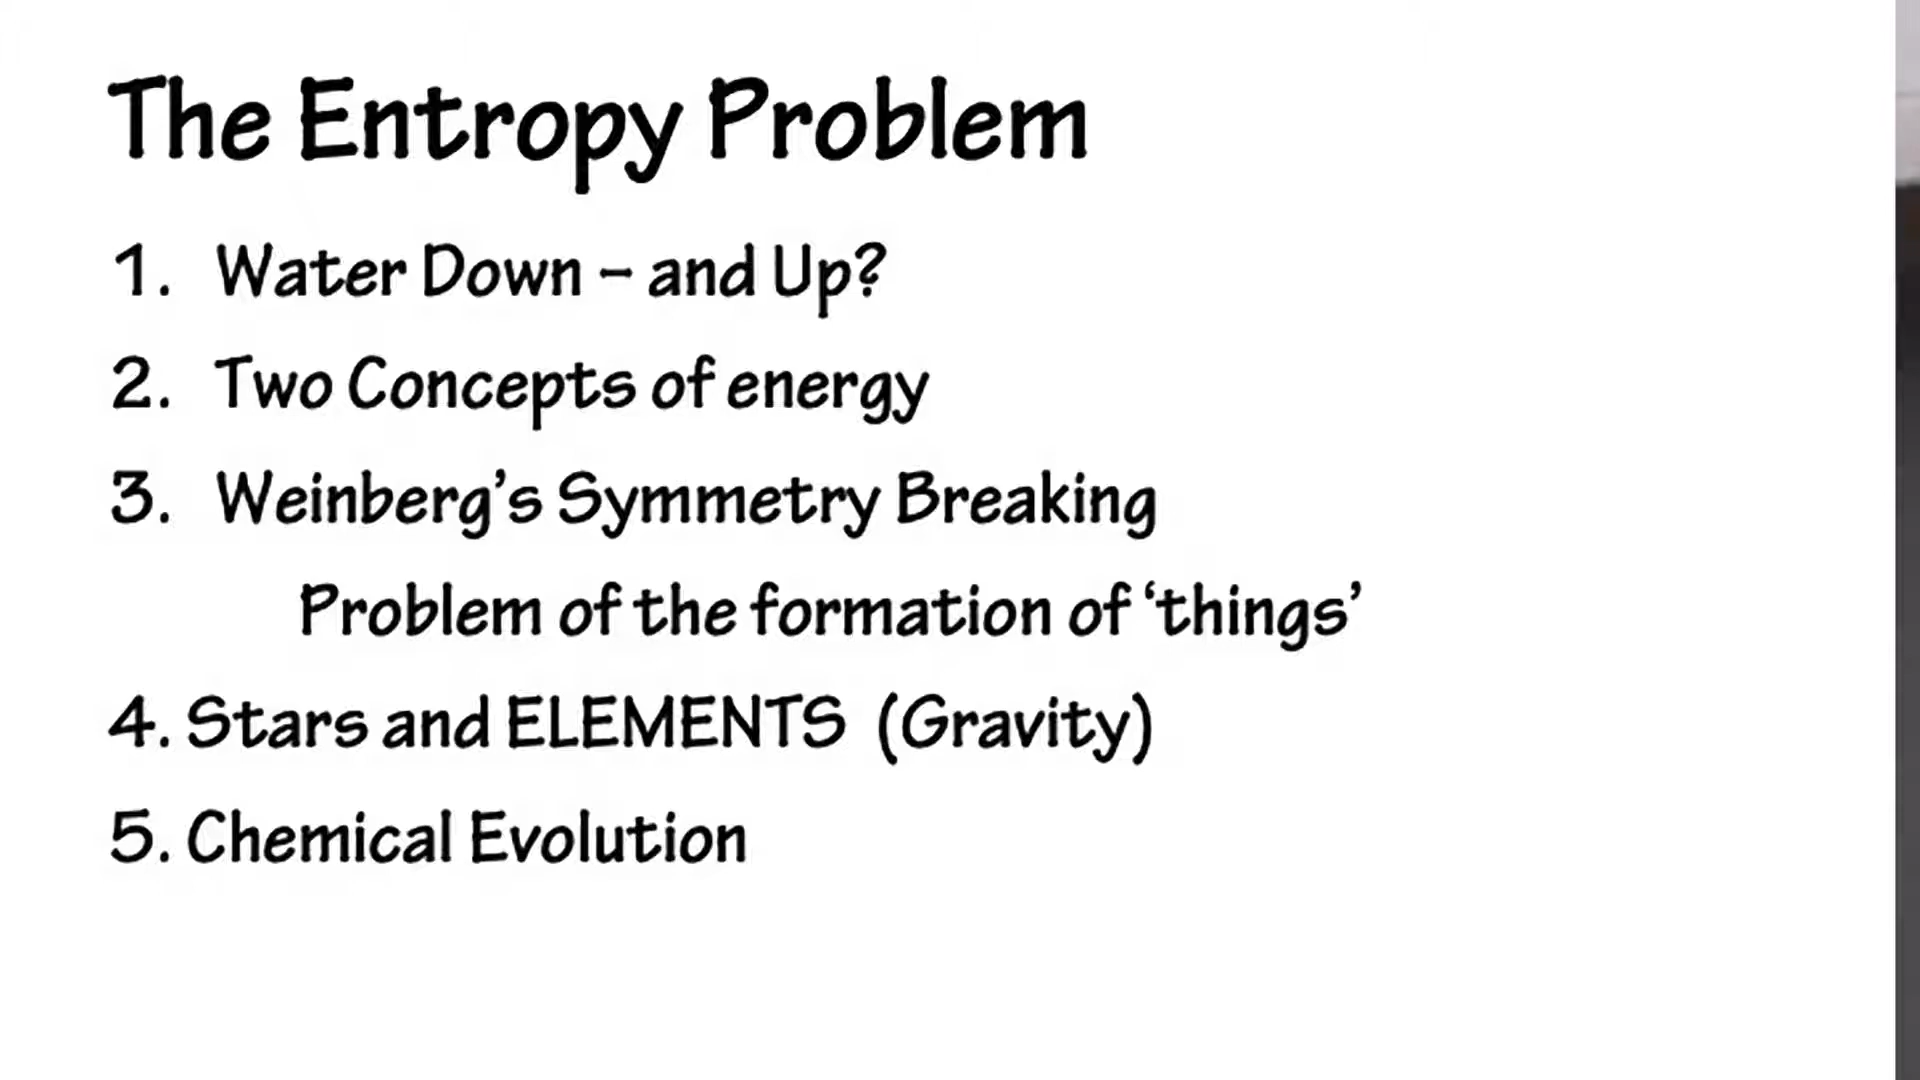 The Entropy Problem
1. Water Down – and Up?
2. Two Concepts of energy
3. Weinberg’s Symmetry Breaking
Problem of the formation of ‘things’
4. Stars and ELEMENTS (Gravity)
5. Chemical Evolution